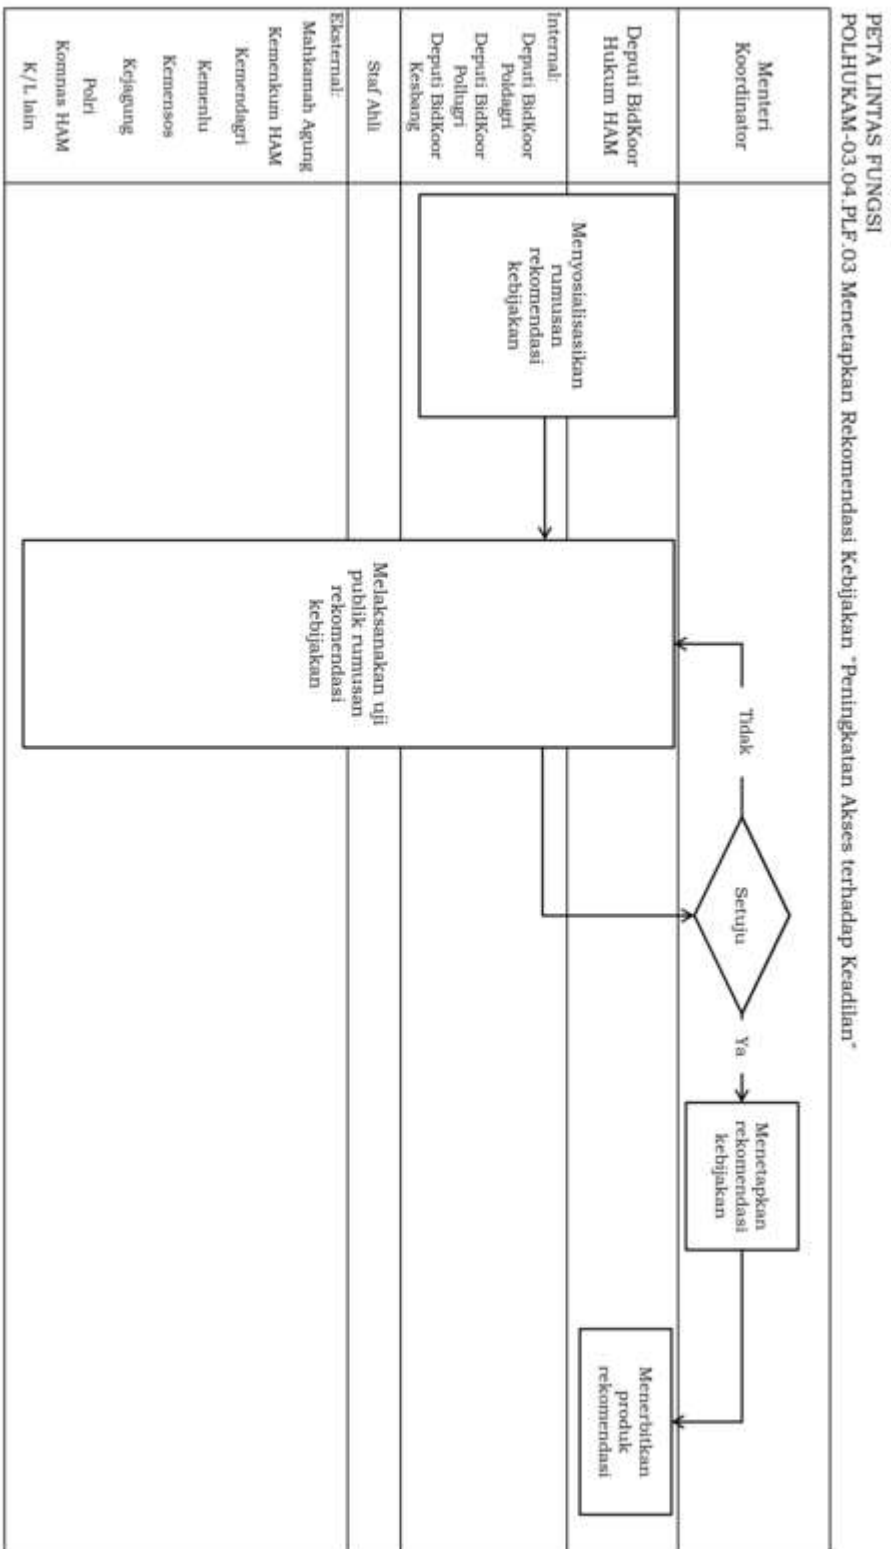 PETA LINTAS FUNGSI
POLHUKAM-03.04.PLF.03 Menetapkan Rekomendasi Kebijakan "Peningkatan Akses terhadap Keadilan"
Menteri
Koordinator
Tidak
Setuju
Ya
Menetapkan
rekomendasi
kebijakan
Deputi BidKoor
Hukum HAM
Menerbitkan
produk
rekomendasi
Internal:
Deputi BidKoor
Poldagri
Deputi BidKoor
Pollugri
Deputi BidKoor
Kesbang
Menyosialisasikan
rumusan
rekomendasi
kebijakan
Staf Ahli
Melaksanakan uji
publik rumusan
rekomendasi
kebijakan
Eksternal:
Mahkamah Agung
Kemenkum HAM
Kemendagri
Kemenlu
Kemensos
Kejagung
Polri
Komnas HAM
K/L lain